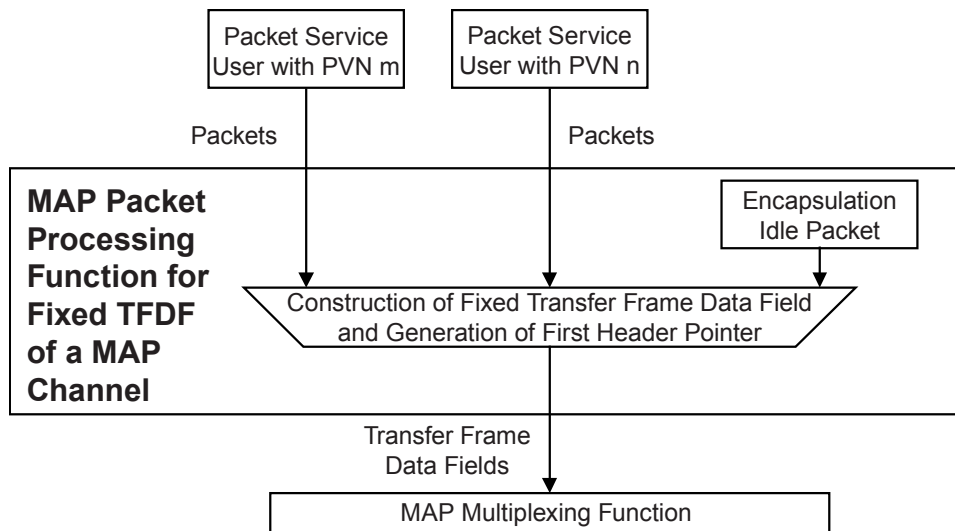 Packet Service
User with PVN m
Packet Service
User with PVN n
Packets
Packets
MAP Packet
Processing
Function for
Fixed TFDF
of a MAP
Channel
Encapsulation
Idle Packet
Construction of Fixed Transfer Frame Data Field
and Generation of First Header Pointer
Transfer Frame
Data Fields
MAP Multiplexing Function